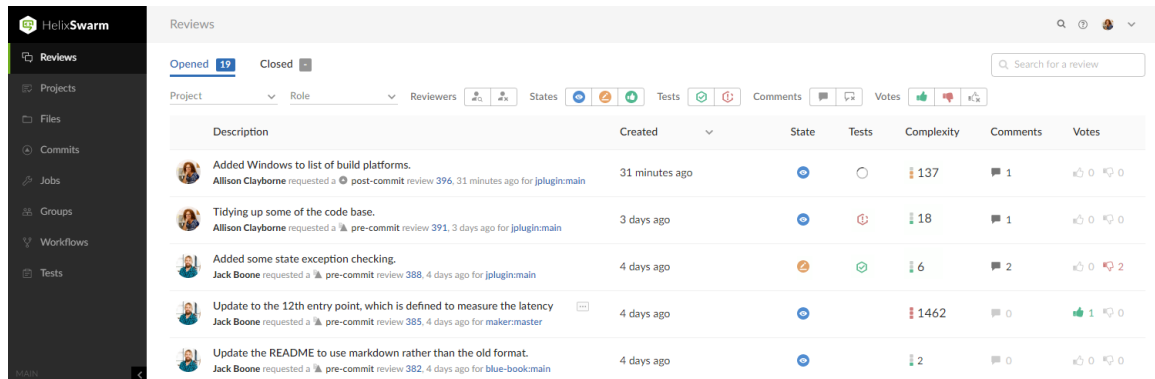 HelixSwarm
Reviews
Projects
Files
Commits
Jobs
Groups
Workflows
Tests
MAIN
Reviews
Opened 19 Closed -
Search for a review
Project Role Reviewers States Tests Comments Votes
Description Created State Tests Complexity Comments Votes
Added Windows to list of build platforms.
Allison Clayborne requested a post-commit review 396, 31 minutes ago for jplugin:main
31 minutes ago 137 1 0 0
Tidying up some of the code base.
Allison Clayborne requested a pre-commit review 391, 3 days ago for jplugin:main
3 days ago 18 1 0 0
Added some state exception checking.
Jack Boone requested a pre-commit review 388, 4 days ago for jplugin:main
4 days ago 6 2 0 2
Update to the 12th entry point, which is defined to measure the latency
Jack Boone requested a pre-commit review 385, 4 days ago for maker:master
4 days ago 1462 0 1 0
Update the README to use markdown rather than the old format.
Jack Boone requested a pre-commit review 382, 4 days ago for blue-book:main
4 days ago 2 0 0 0